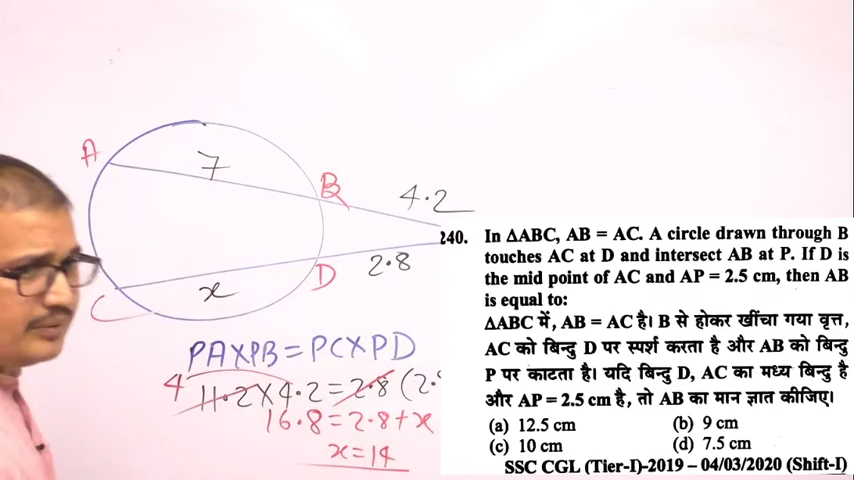 A
7
B
4.2
C
x
D
2.8
PA×PB=PC×PD
4
11.2×4.2=2.8(2.
16.8=2.8+x
x=14
240. In ΔABC, AB = AC. A circle drawn through B
touches AC at D and intersect AB at P. If D is
the mid point of AC and AP = 2.5 cm, then AB
is equal to:
ΔABC में, AB = AC है। B से होकर खींचा गया वृत्त,
AC को बिन्दु D पर स्पर्श करता है और AB को बिन्दु
P पर काटता है। यदि बिन्दु D, AC का मध्य बिन्दु है
और AP = 2.5 cm है, तो AB का मान ज्ञात कीजिए।
(a) 12.5 cm (b) 9 cm
(c) 10 cm (d) 7.5 cm
SSC CGL (Tier-I)-2019 – 04/03/2020 (Shift-I)